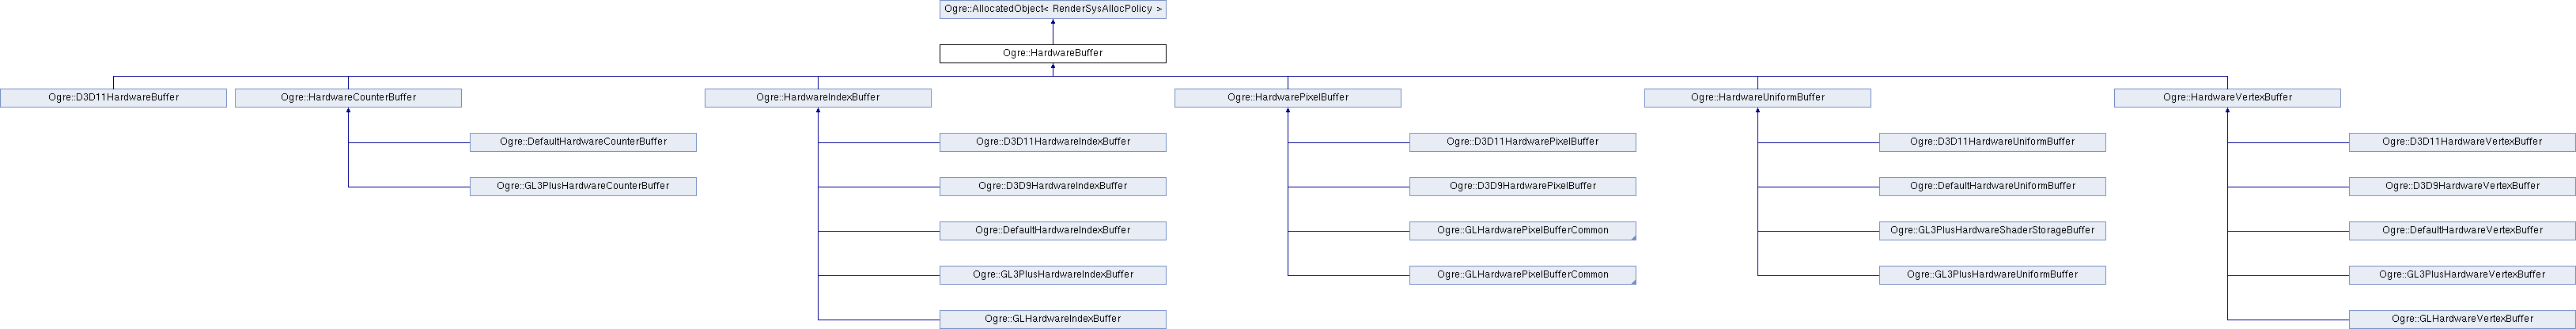 Ogre::AllocatedObject< RenderSysAllocPolicy >
Ogre::HardwareBuffer
Ogre::D3D11HardwareBuffer
Ogre::HardwareCounterBuffer
Ogre::HardwareIndexBuffer
Ogre::HardwarePixelBuffer
Ogre::HardwareUniformBuffer
Ogre::HardwareVertexBuffer
Ogre::DefaultHardwareCounterBuffer
Ogre::D3D11HardwareIndexBuffer
Ogre::D3D11HardwarePixelBuffer
Ogre::D3D11HardwareUniformBuffer
Ogre::D3D11HardwareVertexBuffer
Ogre::GL3PlusHardwareCounterBuffer
Ogre::D3D9HardwareIndexBuffer
Ogre::D3D9HardwarePixelBuffer
Ogre::DefaultHardwareUniformBuffer
Ogre::D3D9HardwareVertexBuffer
Ogre::DefaultHardwareIndexBuffer
Ogre::GLHardwarePixelBufferCommon
Ogre::GL3PlusHardwareShaderStorageBuffer
Ogre::DefaultHardwareVertexBuffer
Ogre::GL3PlusHardwareIndexBuffer
Ogre::GLHardwarePixelBufferCommon
Ogre::GL3PlusHardwareUniformBuffer
Ogre::GL3PlusHardwareVertexBuffer
Ogre::GLHardwareIndexBuffer
Ogre::GLHardwareVertexBuffer